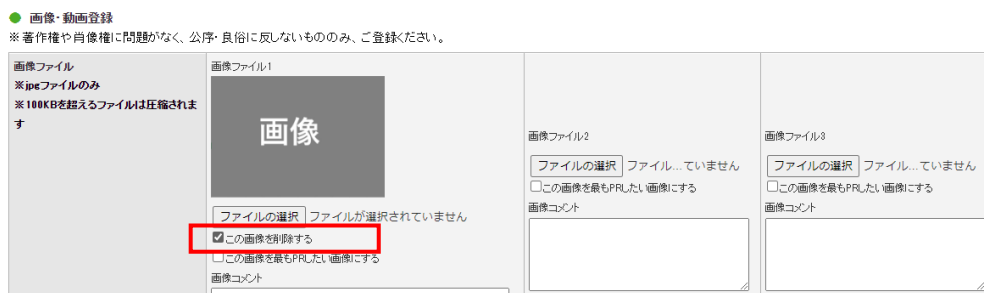 ● 画像・動画登録
※著作権や肖像権に問題がなく、公序・良俗に反しないもののみ、ご登録ください。
画像ファイル
※jpgファイルのみ
※100KBを超えるファイルは圧縮されま
す
画像ファイル1
画像
ファイルの選択 ファイルが選択されていません
この画像を削除する
この画像を最もPRしたい画像にする
画像コメント
画像ファイル2
ファイルの選択 ファイル...ていません
この画像を最もPRしたい画像にする
画像コメント
画像ファイル3
ファイルの選択 ファイル...ていません
この画像を最もPRしたい画像にする
画像コメント